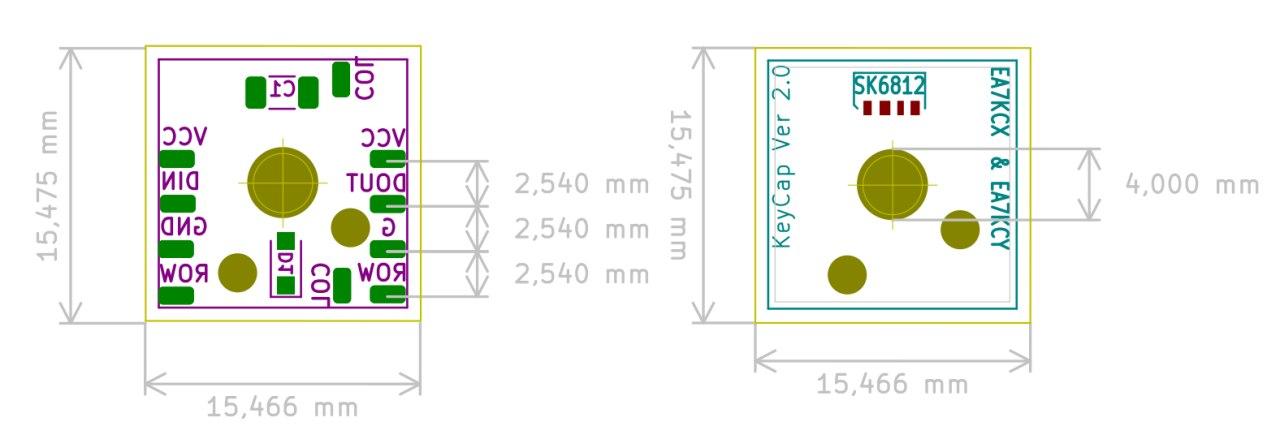 COL
C1
VCC
VCC
DIN
DOUT
GND
G
D1
ROW
COL
ROW
15,475 mm
2,540 mm
2,540 mm
2,540 mm
15,466 mm
15,475 mm
KeyCap Ver 2.0
SK6812
EA7KCX & EA7KCY
4,000 mm
15,466 mm